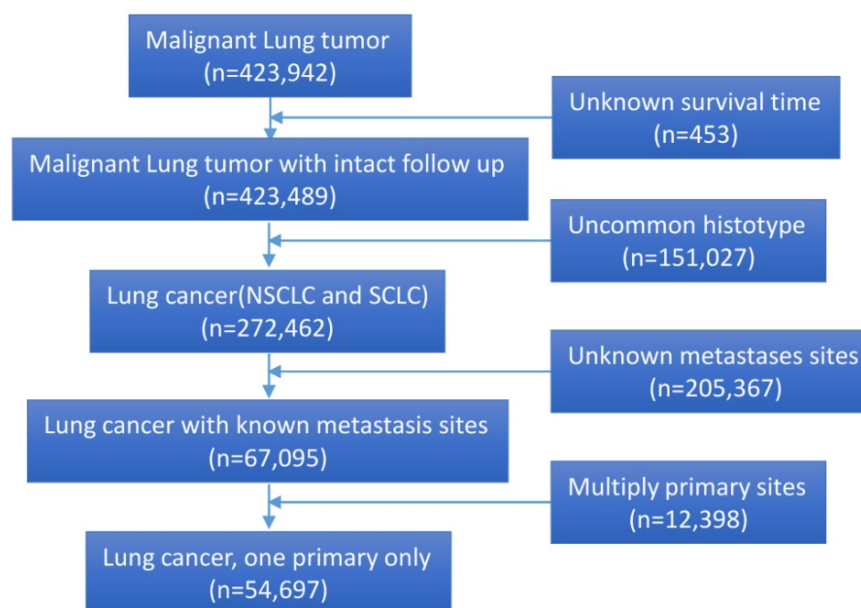 Malignant Lung tumor
(n=423,942)
Unknown survival time
(n=453)
Malignant Lung tumor with intact follow up
(n=423,489)
Uncommon histotype
(n=151,027)
Lung cancer(NSCLC and SCLC)
(n=272,462)
Unknown metastases sites
(n=205,367)
Lung cancer with known metastasis sites
(n=67,095)
Multiply primary sites
(n=12,398)
Lung cancer, one primary only
(n=54,697)